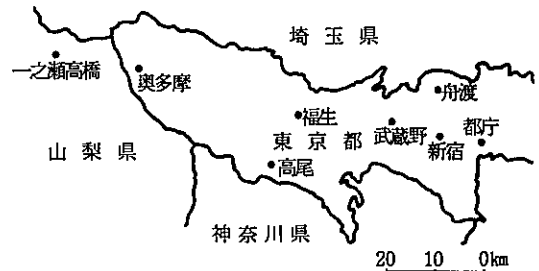 埼玉県
一之瀬高橋
奥多摩
舟渡
福生
東京都
武蔵野
都庁
新宿
山梨県
高尾
神奈川県
20 10 0km